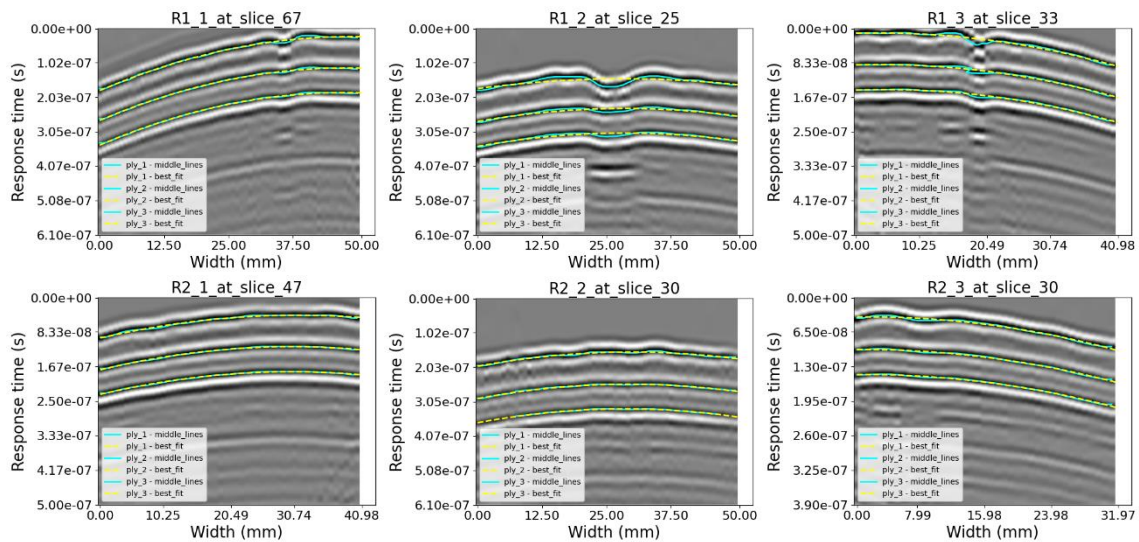 R1_1_at_slice_67
Response time (s)
0.00e+00
1.02e-07
2.03e-07
3.05e-07
4.07e-07
5.08e-07
6.10e-07
ply_1 - middle_lines
ply_1 - best_fit
ply_2 - middle_lines
ply_2 - best_fit
ply_3 - middle_lines
ply_3 - best_fit
0.00 12.50 25.00 37.50 50.00
Width (mm)
R1_2_at_slice_25
Response time (s)
0.00e+00
1.02e-07
2.03e-07
3.05e-07
4.07e-07
5.08e-07
6.10e-07
ply_1 - middle_lines
ply_1 - best_fit
ply_2 - middle_lines
ply_2 - best_fit
ply_3 - middle_lines
ply_3 - best_fit
0.00 12.50 25.00 37.50 50.00
Width (mm)
R1_3_at_slice_33
Response time (s)
0.00e+00
8.33e-08
1.67e-07
2.50e-07
3.33e-07
4.17e-07
5.00e-07
ply_1 - middle_lines
ply_1 - best_fit
ply_2 - middle_lines
ply_2 - best_fit
ply_3 - middle_lines
ply_3 - best_fit
0.00 10.25 20.49 30.74 40.98
Width (mm)
R2_1_at_slice_47
Response time (s)
0.00e+00
8.33e-08
1.67e-07
2.50e-07
3.33e-07
4.17e-07
5.00e-07
ply_1 - middle_lines
ply_1 - best_fit
ply_2 - middle_lines
ply_2 - best_fit
ply_3 - middle_lines
ply_3 - best_fit
0.00 10.25 20.49 30.74 40.98
Width (mm)
R2_2_at_slice_30
Response time (s)
0.00e+00
1.02e-07
2.03e-07
3.05e-07
4.07e-07
5.08e-07
6.10e-07
ply_1 - middle_lines
ply_1 - best_fit
ply_2 - middle_lines
ply_2 - best_fit
ply_3 - middle_lines
ply_3 - best_fit
0.00 12.50 25.00 37.50 50.00
Width (mm)
R2_3_at_slice_30
Response time (s)
0.00e+00
6.50e-08
1.30e-07
1.95e-07
2.60e-07
3.25e-07
3.90e-07
ply_1 - middle_lines
ply_1 - best_fit
ply_2 - middle_lines
ply_2 - best_fit
ply_3 - middle_lines
ply_3 - best_fit
0.00 7.99 15.98 23.98 31.97
Width (mm)